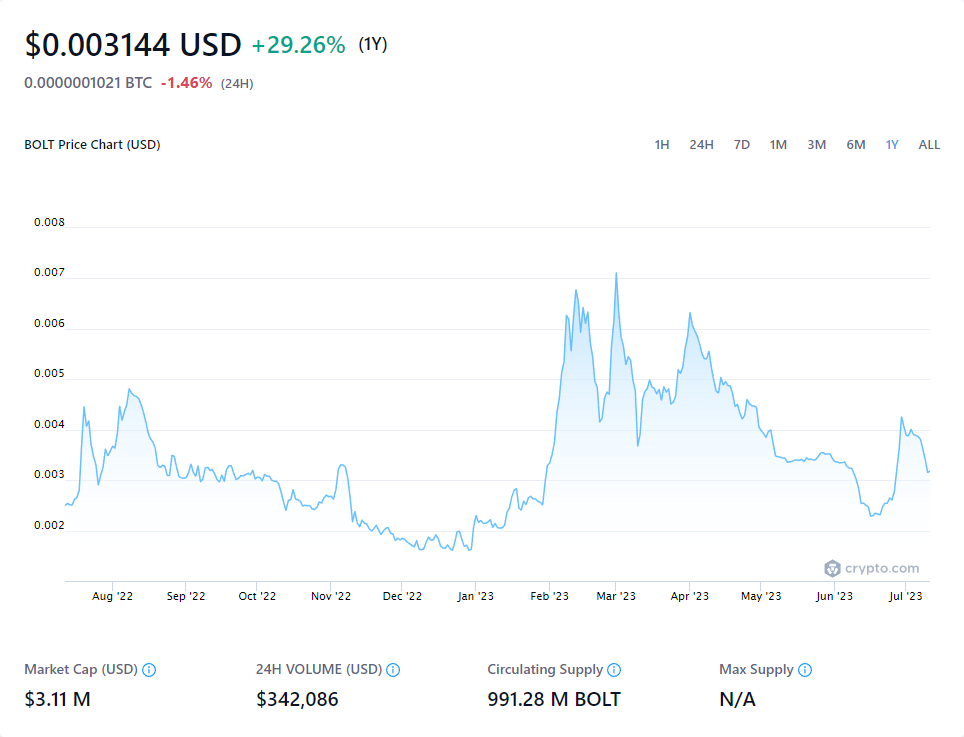 $0.003144 USD +29.26% (1Y)
0.0000001021 BTC -1.46% (24H)
BOLT Price Chart (USD) 1H 24H 7D 1M 3M 6M 1Y ALL
0.008
0.007
0.006
0.005
0.004
0.003
0.002
crypto.com
Aug '22 Sep '22 Oct '22 Nov '22 Dec '22 Jan '23 Feb '23 Mar '23 Apr '23 May '23 Jun '23 Jul '23
Market Cap (USD) 24H VOLUME (USD) Circulating Supply Max Supply
$3.11 M $342,086 991.28 M BOLT N/A